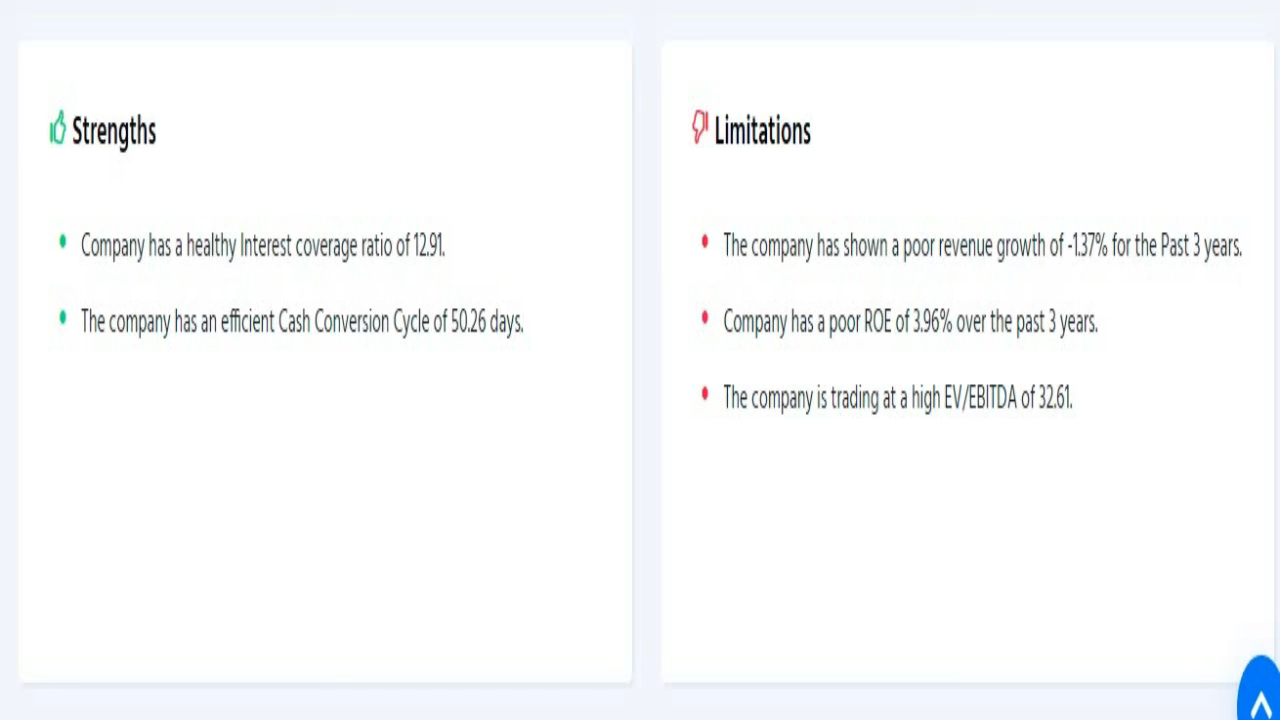 Strengths
Company has a healthy Interest coverage ratio of 12.91.
The company has an efficient Cash Conversion Cycle of 50.26 days.
Limitations
The company has shown a poor revenue growth of -1.37% for the Past 3 years.
Company has a poor ROE of 3.96% over the past 3 years.
The company is trading at a high EV/EBITDA of 32.61.